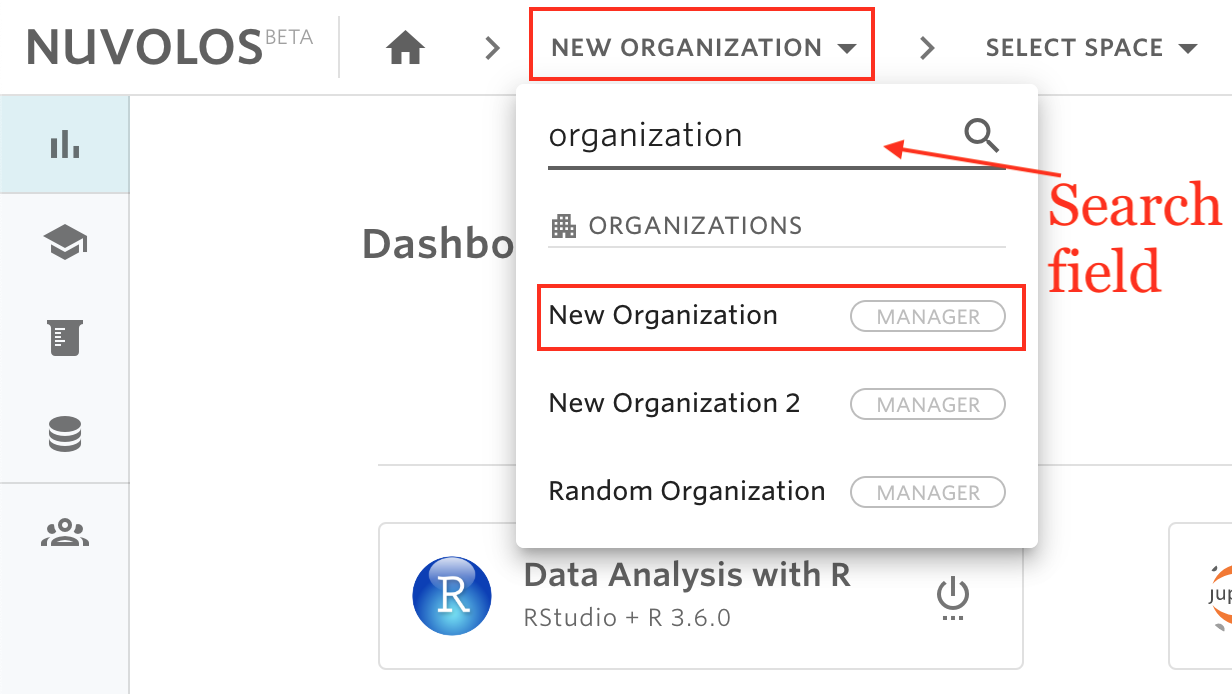 NUVOLOS BETA
NEW ORGANIZATION
SELECT SPACE
organization
Search
field
ORGANIZATIONS
Dashbo
New Organization MANAGER
New Organization 2 MANAGER
Random Organization MANAGER
R
Data Analysis with R
RStudio + R 3.6.0
jup